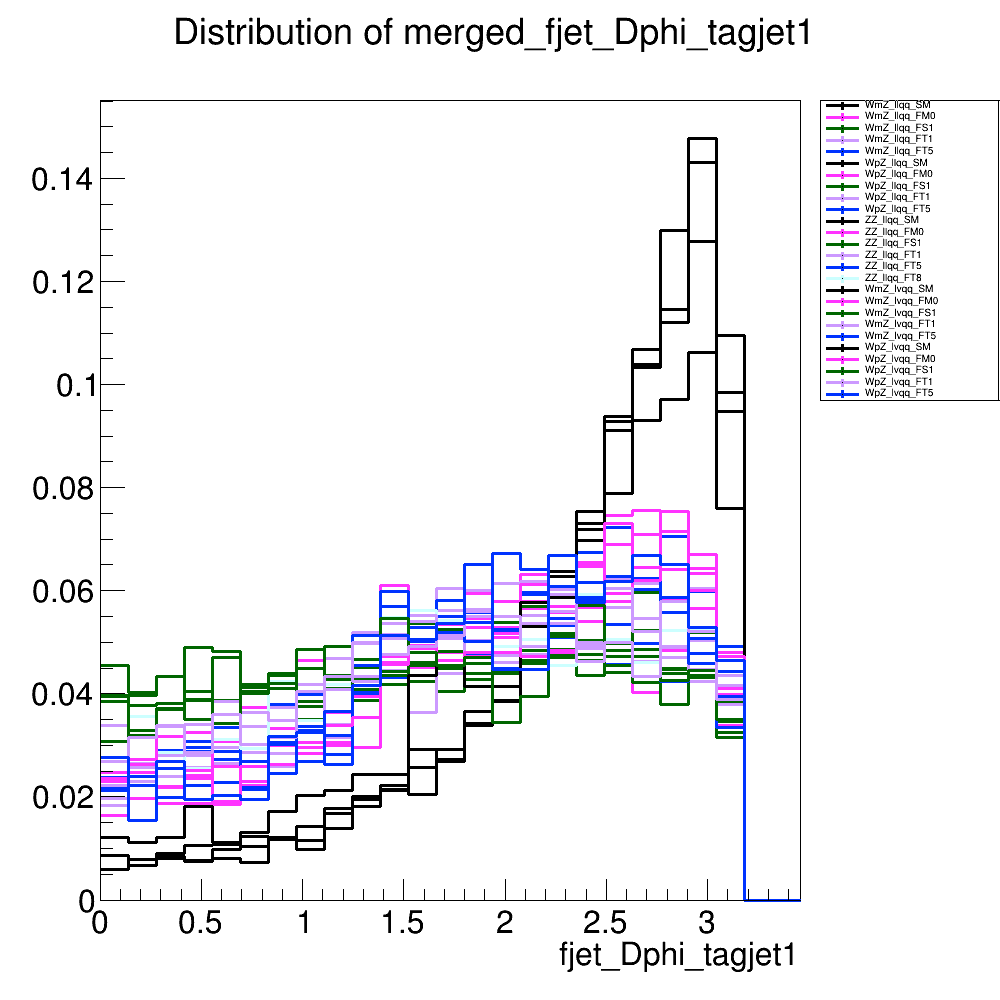 Distribution of merged_fjet_Dphi_tagjet1
WmZ_llqq_SM
WmZ_llqq_FM0
WmZ_llqq_FS1
WmZ_llqq_FT1
WmZ_llqq_FT5
WpZ_llqq_SM
WpZ_llqq_FM0
WpZ_llqq_FS1
WpZ_llqq_FT1
WpZ_llqq_FT5
ZZ_llqq_SM
ZZ_llqq_FM0
ZZ_llqq_FS1
ZZ_llqq_FT1
ZZ_llqq_FT5
ZZ_llqq_FT8
WmZ_lvqq_SM
WmZ_lvqq_FM0
WmZ_lvqq_FS1
WmZ_lvqq_FT1
WmZ_lvqq_FT5
WpZ_lvqq_SM
WpZ_lvqq_FM0
WpZ_lvqq_FS1
WpZ_lvqq_FT1
WpZ_lvqq_FT5
0.14
0.12
0.1
0.08
0.06
0.04
0.02
0
0 0.5 1 1.5 2 2.5 3
fjet_Dphi_tagjet1